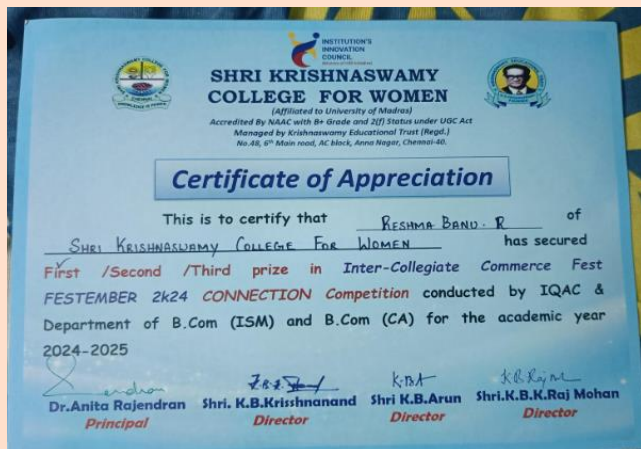 INSTITUTION'S
INNOVATION
COUNCIL
SHRI KRISHNASWAMY
COLLEGE FOR WOMEN
(Affiliated to University of Madras)
Accredited By NAAC with B+ Grade and 2(f) Status under UGC Act
Managed by Krishnaswamy Educational Trust (Regd.)
No.48, 6th Main road, AC block, Anna Nagar, Chennai-40.
Certificate of Appreciation
This is to certify that RESHMA BANU. R of
SHRI KRISHNASWAMY COLLEGE FOR WOMEN has secured
First /Second /Third prize in Inter-Collegiate Commerce Fest
FESTEMBER 2k24 CONNECTION Competition conducted by IQAC &
Department of B.Com (ISM) and B.Com (CA) for the academic year
2024-2025
Dr.Anita Rajendran Shri. K.B.Krisshnanand Shri K.B.Arun Shri.K.B.K.Raj Mohan
Principal Director Director Director